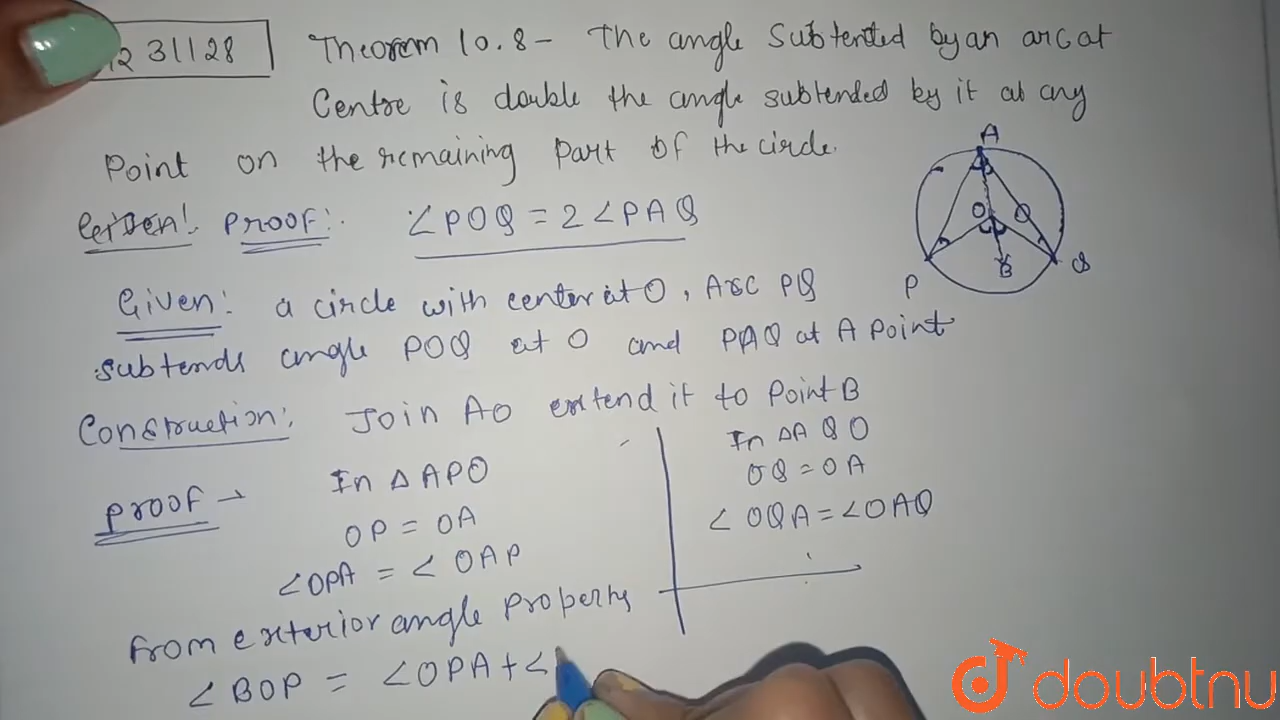 12 31128
Theorem 10.8 - The angle Subtended by an arc at
Centre is double the angle subtended by it at any
Point on the remaining part of the circle.
Given! Proof:
∠POQ = 2 ∠PAQ
A
O
B
P
Q
Given: a circle with center at O, Arc PQ
subtends angle POQ at O and PAQ at A point
Construction: Join AO extend it to Point B
Proof → In △ APO
OP = OA
∠OPA = ∠ OAP
In △A Q O
OQ = OA
∠ OQA = ∠OAQ
From exterior angle Property
∠ BOP = ∠OPA + ∠
doubtnut